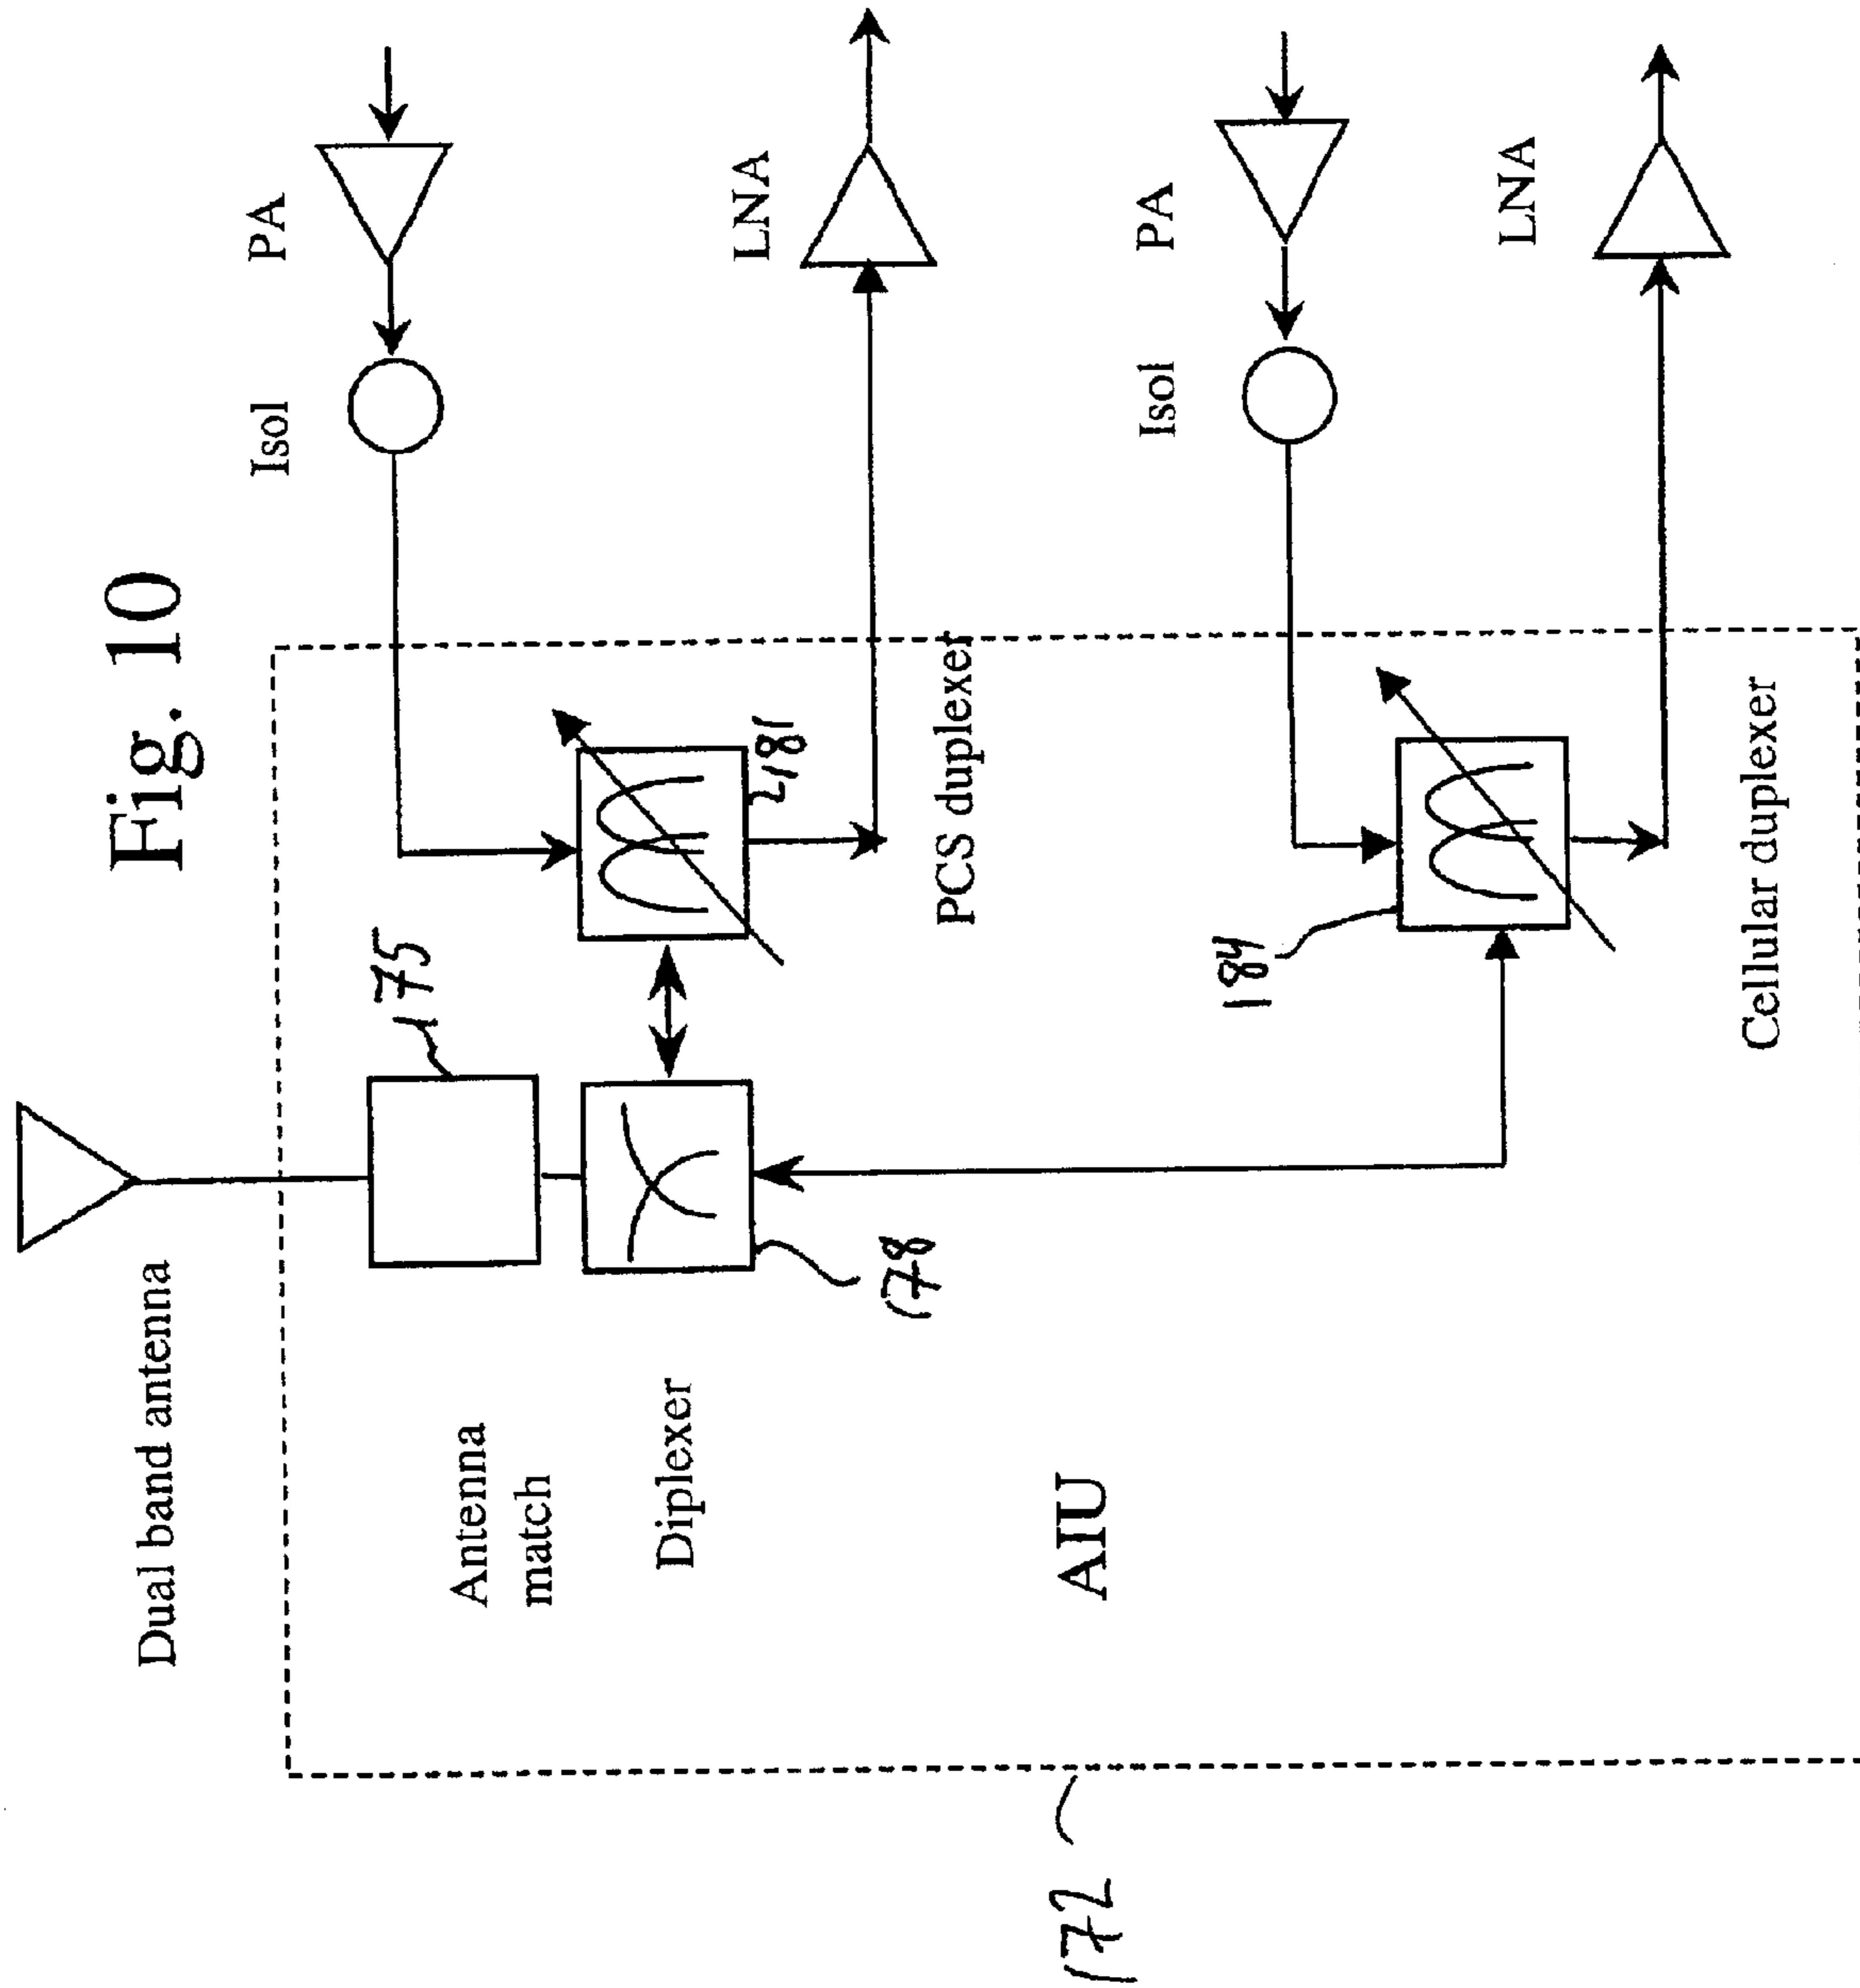 Fig. 10
Dual band antenna
175
Antenna
match
Diplexer
178
181
PCS duplexer
Isol
PA
LNA
AIU
172
184
Cellular duplexer
Isol
PA
LNA